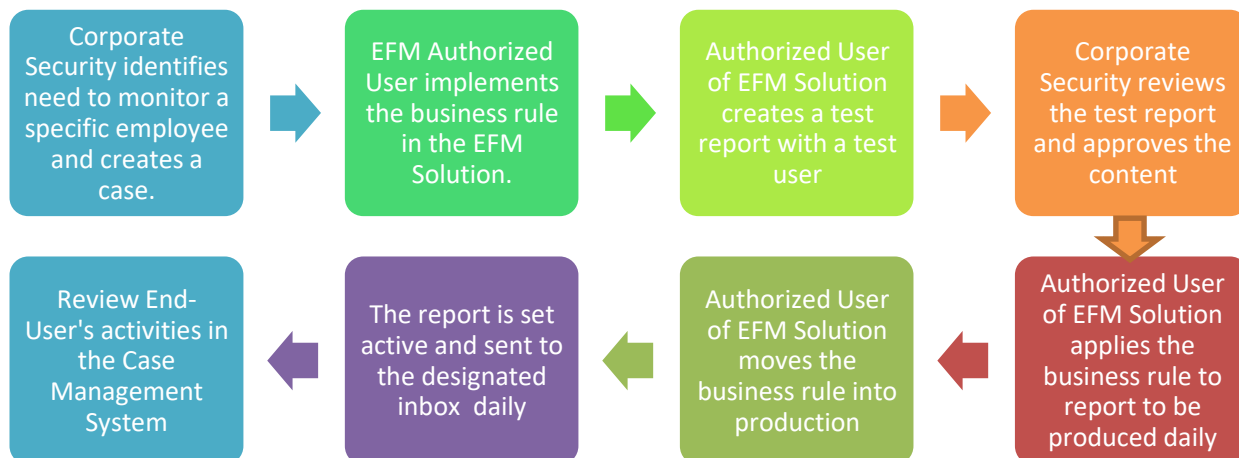 Corporate
Security identifies
need to monitor a
specific employee
and creates a
case.
EFM Authorized
User implements
the business rule
in the EFM
Solution.
Authorized User
of EFM Solution
creates a test
report with a test
user
Corporate
Security reviews
the test report
and approves the
content
Authorized User
of EFM Solution
applies the
business rule to
report to be
produced daily
Authorized User
of EFM Solution
moves the
business rule into
production
The report is set
active and sent to
the designated
inbox daily
Review End-
User's activities in
the Case
Management
System